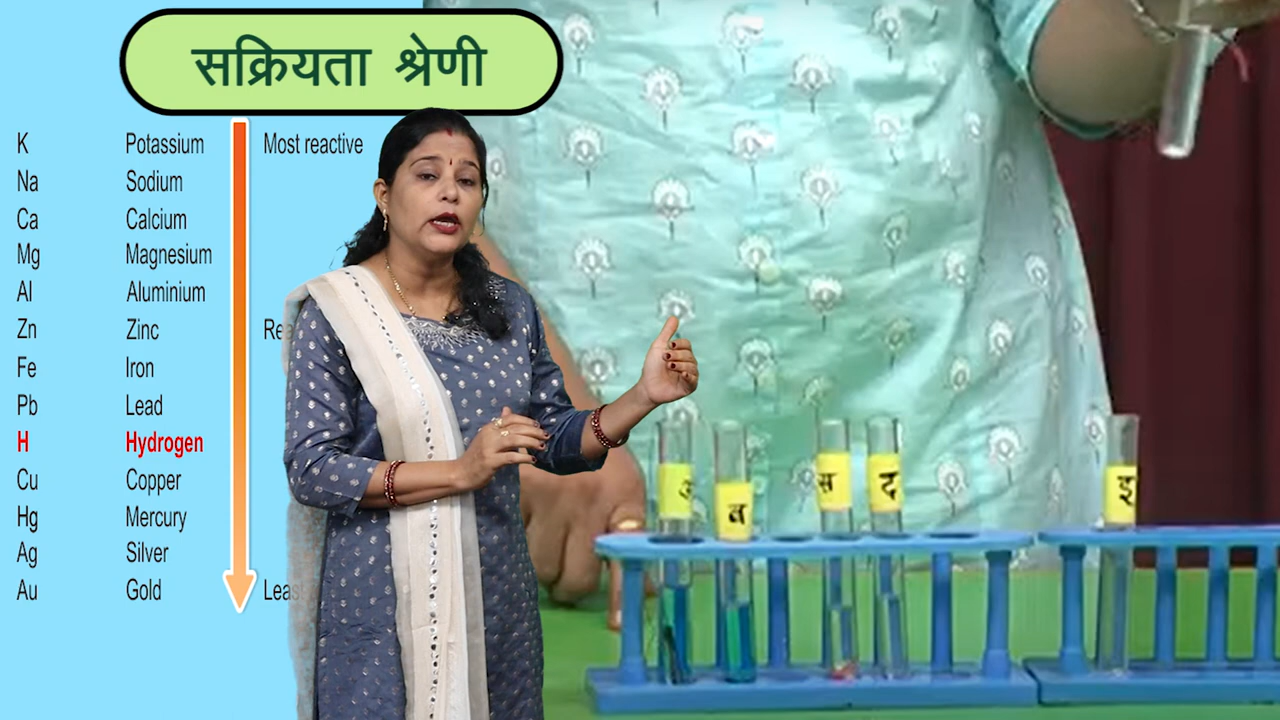 सक्रियता श्रेणी
K Potassium Most reactive
Na Sodium
Ca Calcium
Mg Magnesium
Al Aluminium
Zn Zinc
Fe Iron
Pb Lead
H Hydrogen
Cu Copper
Hg Mercury
Ag Silver
Au Gold
ब स द इ